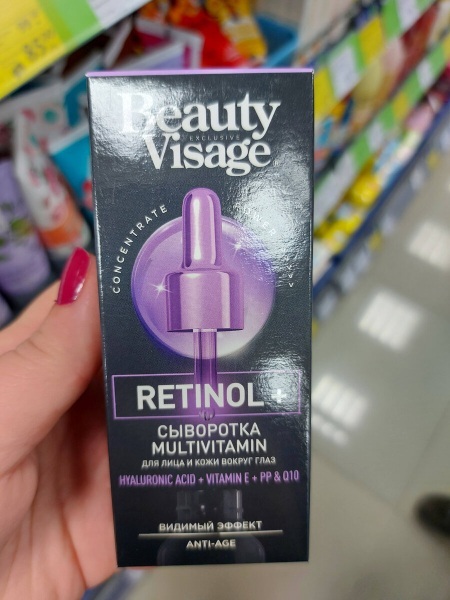 Beauty
EXCLUSIVE
Visage
CONCENTRATE
RETINOL +
СЫВОРОТКА
MULTIVITAMIN
ДЛЯ ЛИЦА И КОЖИ ВОКРУГ ГЛАЗ
HYALURONIC ACID + VITAMIN E + PP & Q10
ВИДИМЫЙ ЭФФЕКТ
ANTI-AGE